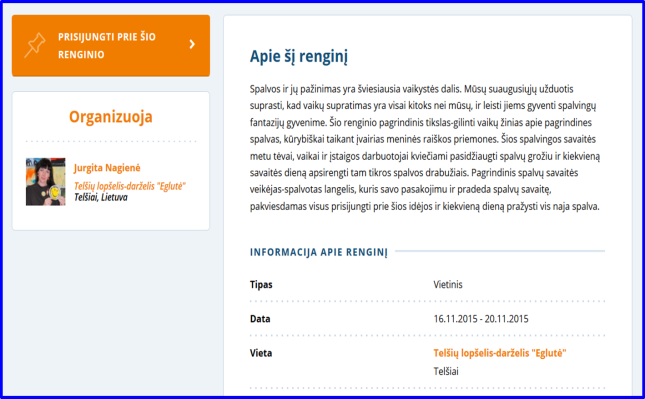 PRISIJUNGTI PRIE ŠIO
RENGINIO
Organizuoja
Jurgita Nagienė
Telšių lopšelis-darželis "Eglutė"
Telšiai, Lietuva
Apie šį renginį
Spalvos ir jų pažinimas yra šviesiausia vaikystės dalis. Mūsų suaugusiųjų užduotis
suprasti, kad vaikų supratimas yra visai kitoks nei mūsų, ir leisti jiems gyventi spalvingų
fantazijų gyvenime. Šio renginio pagrindinis tikslas-gilinti vaikų žinias apie pagrindines
spalvas, kūrybiškai taikant įvairias meninės raiškos priemones. Šios spalvingos savaitės
metu tėvai, vaikai ir įstaigos darbuotojai kviečiami pasidžiaugti spalvų grožiu ir kiekvieną
savaitės dieną apsirengti tam tikros spalvos drabužiais. Pagrindinis spalvų savaitės
veikėjas-spalvotas langelis, kuris savo pasakojimu ir pradeda spalvų savaitę,
pakviesdamas visus prisijungti prie šios idėjos ir kiekvieną dieną pražysti vis naja spalva.
INFORMACIJA APIE RENGINĮ
Tipas Vietinis
Data 16.11.2015 - 20.11.2015
Vieta Telšių lopšelis-darželis "Eglutė"
Telšiai